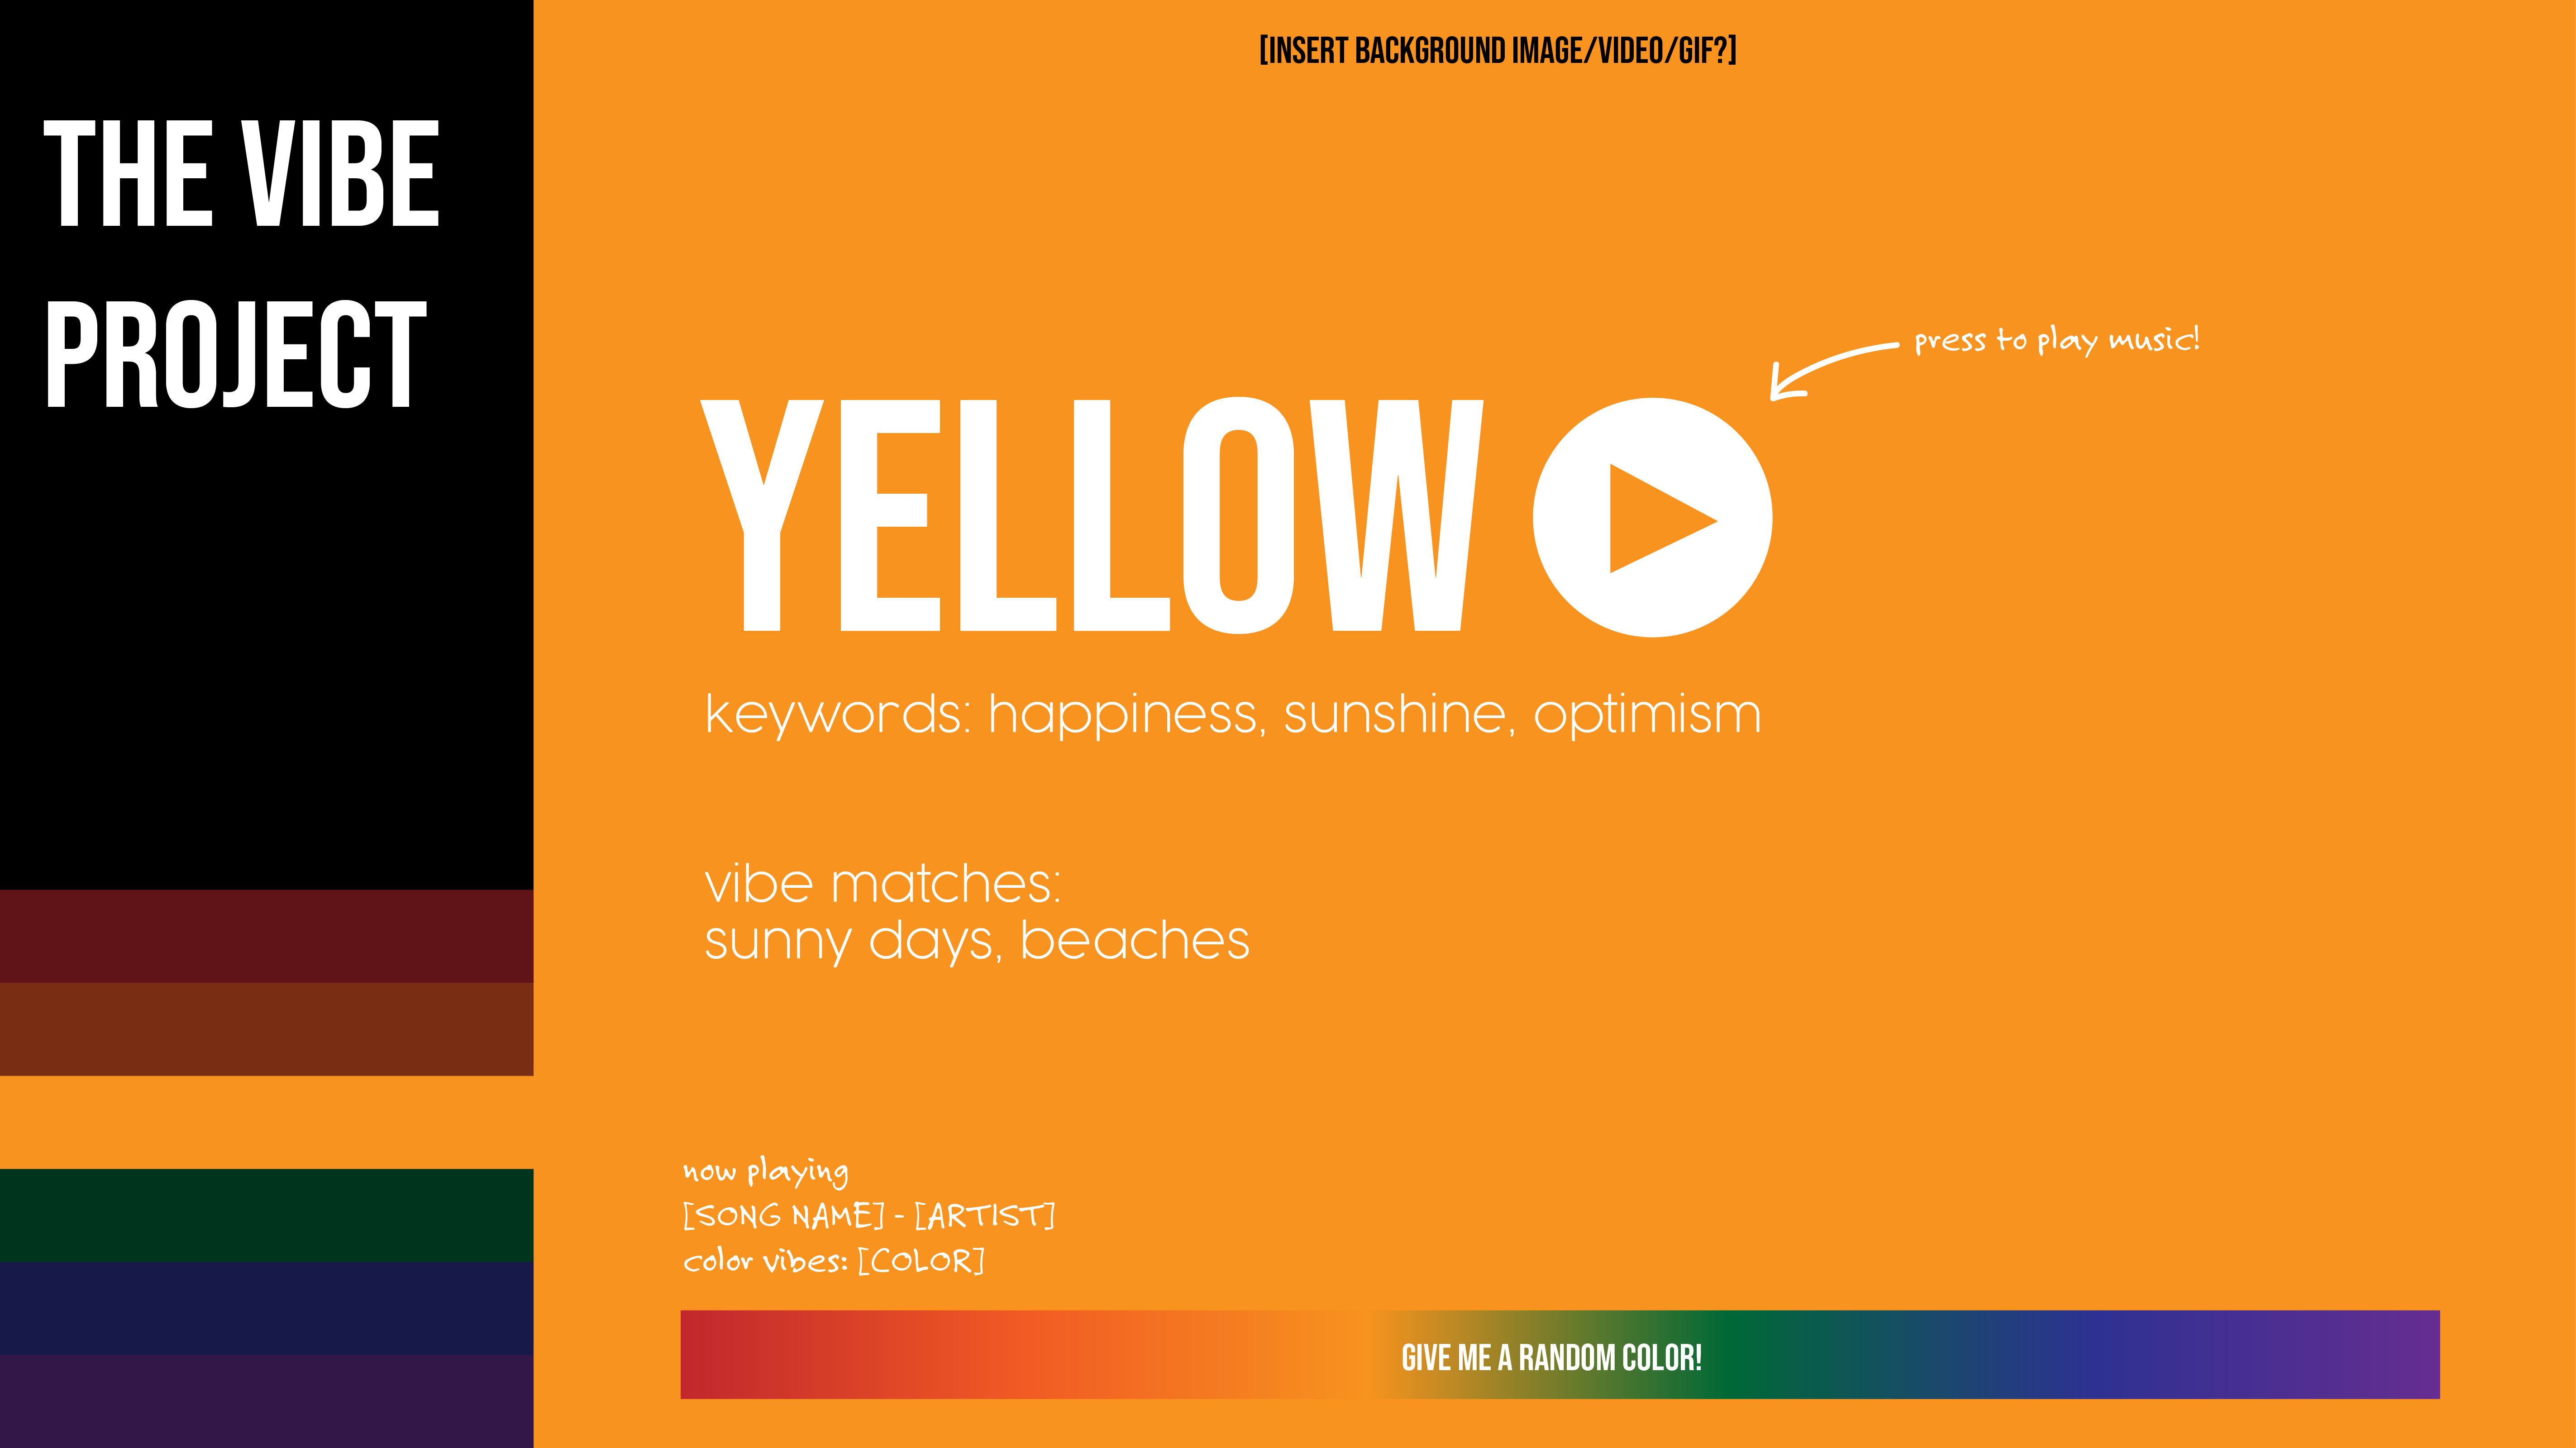 THE VIBE
PROJECT
[INSERT BACKGROUND IMAGE/VIDEO/GIF?]
press to play music!
YELLOW
keywords: happiness, sunshine, optimism
vibe matches:
sunny days, beaches
now playing
[SONG NAME] - [ARTIST]
color vibes: [COLOR]
GIVE ME A RANDOM COLOR!